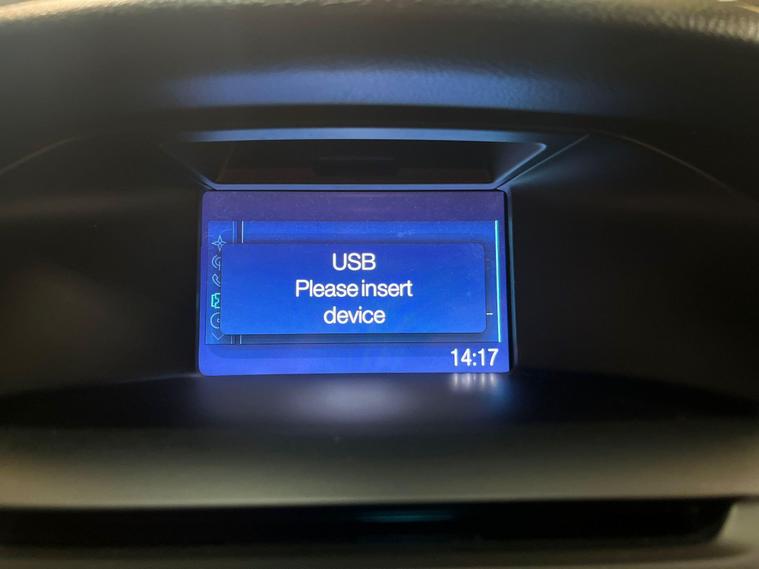 USB
Please insert
device
14:17